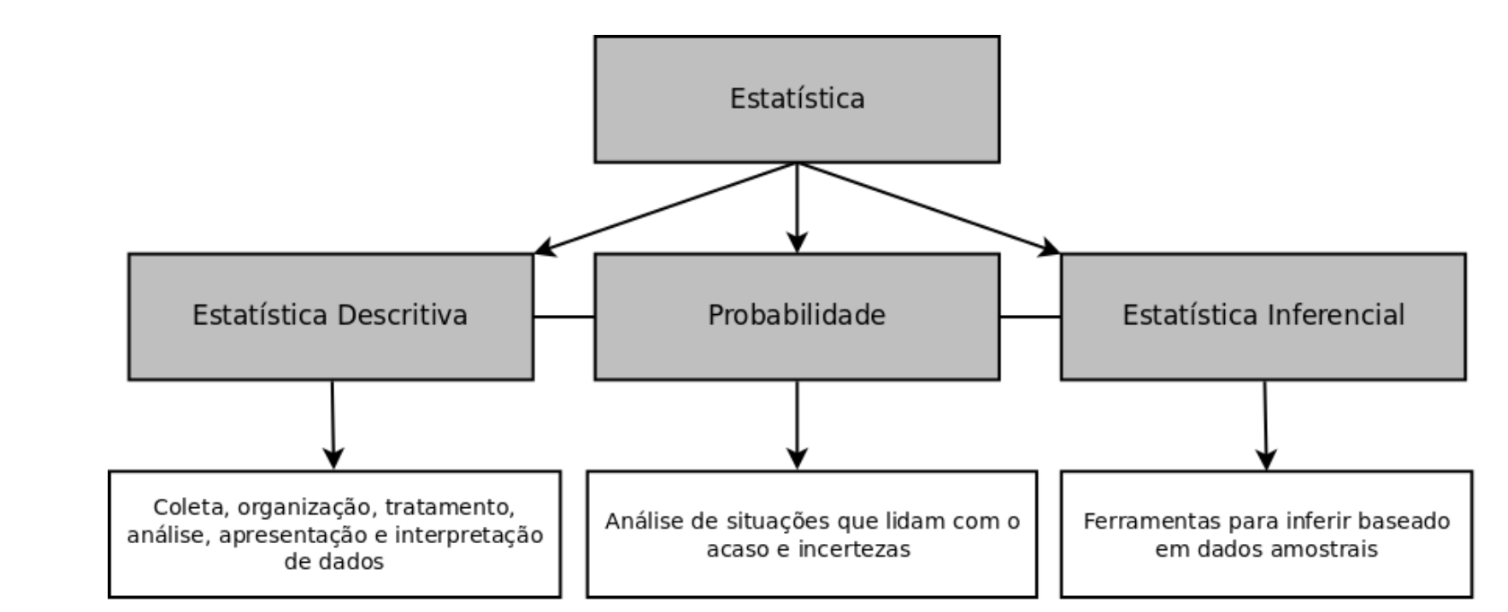 Estatística
Estatística Descritiva
Probabilidade
Estatística Inferencial
Coleta, organização, tratamento,
análise, apresentação e interpretação
de dados
Análise de situações que lidam com o
acaso e incertezas
Ferramentas para inferir baseado
em dados amostrais